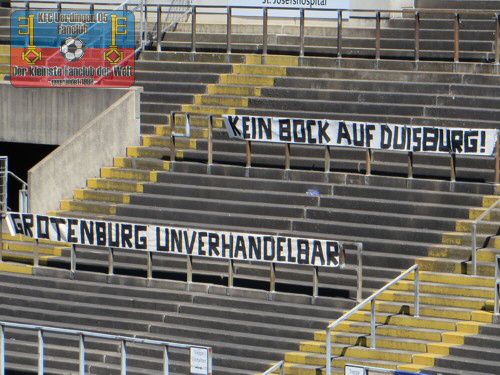 St. Josefshospital
KFC Uerdingen 05
Fanclub
Der kleinste Fanclub der Welt
KEIN BOCK AUF DUISBURG!
GROTENBURG UNVERHANDELBAR